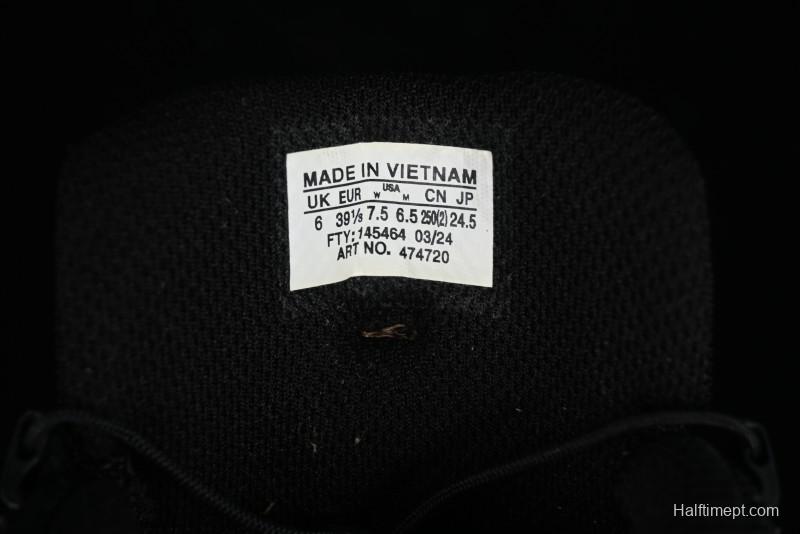 MADE IN VIETNAM
UK EUR W USA M CN JP
6 39⅓ 7.5 6.5 250(2) 24.5
FTY: 145464 03/24
ART NO. 474720
Halftimept.com